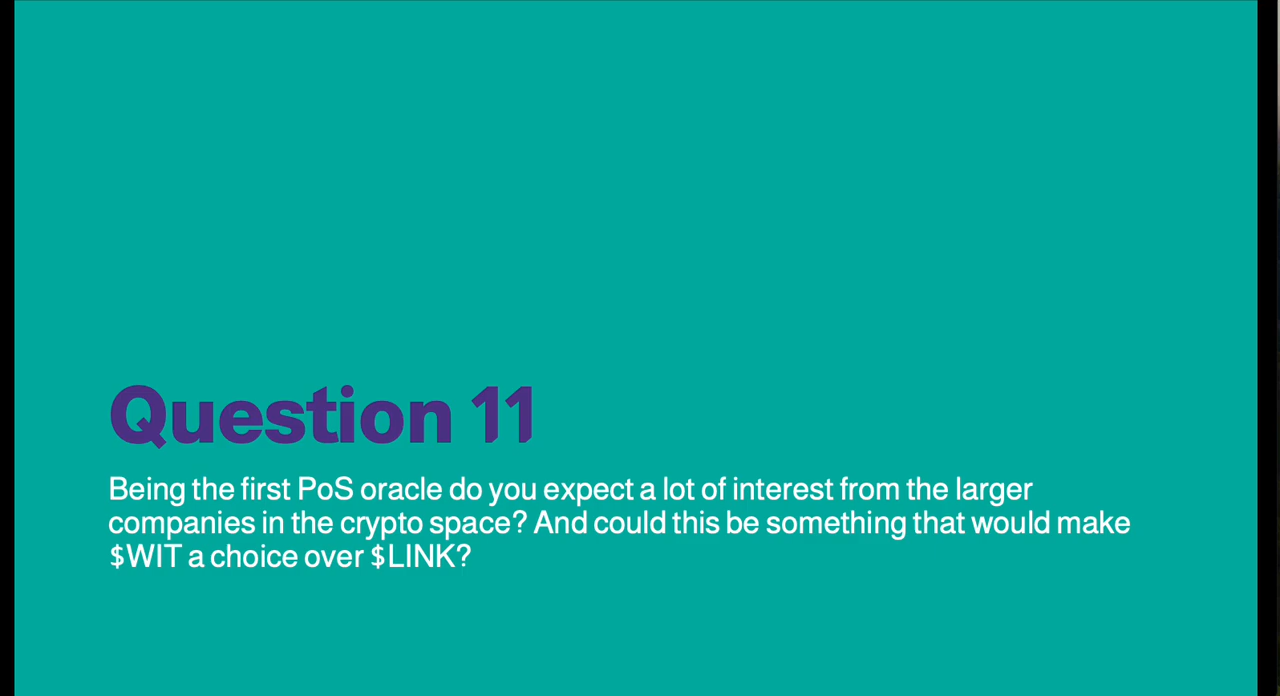 Question 11
Being the first PoS oracle do you expect a lot of interest from the larger
companies in the crypto space? And could this be something that would make
$WIT a choice over $LINK?